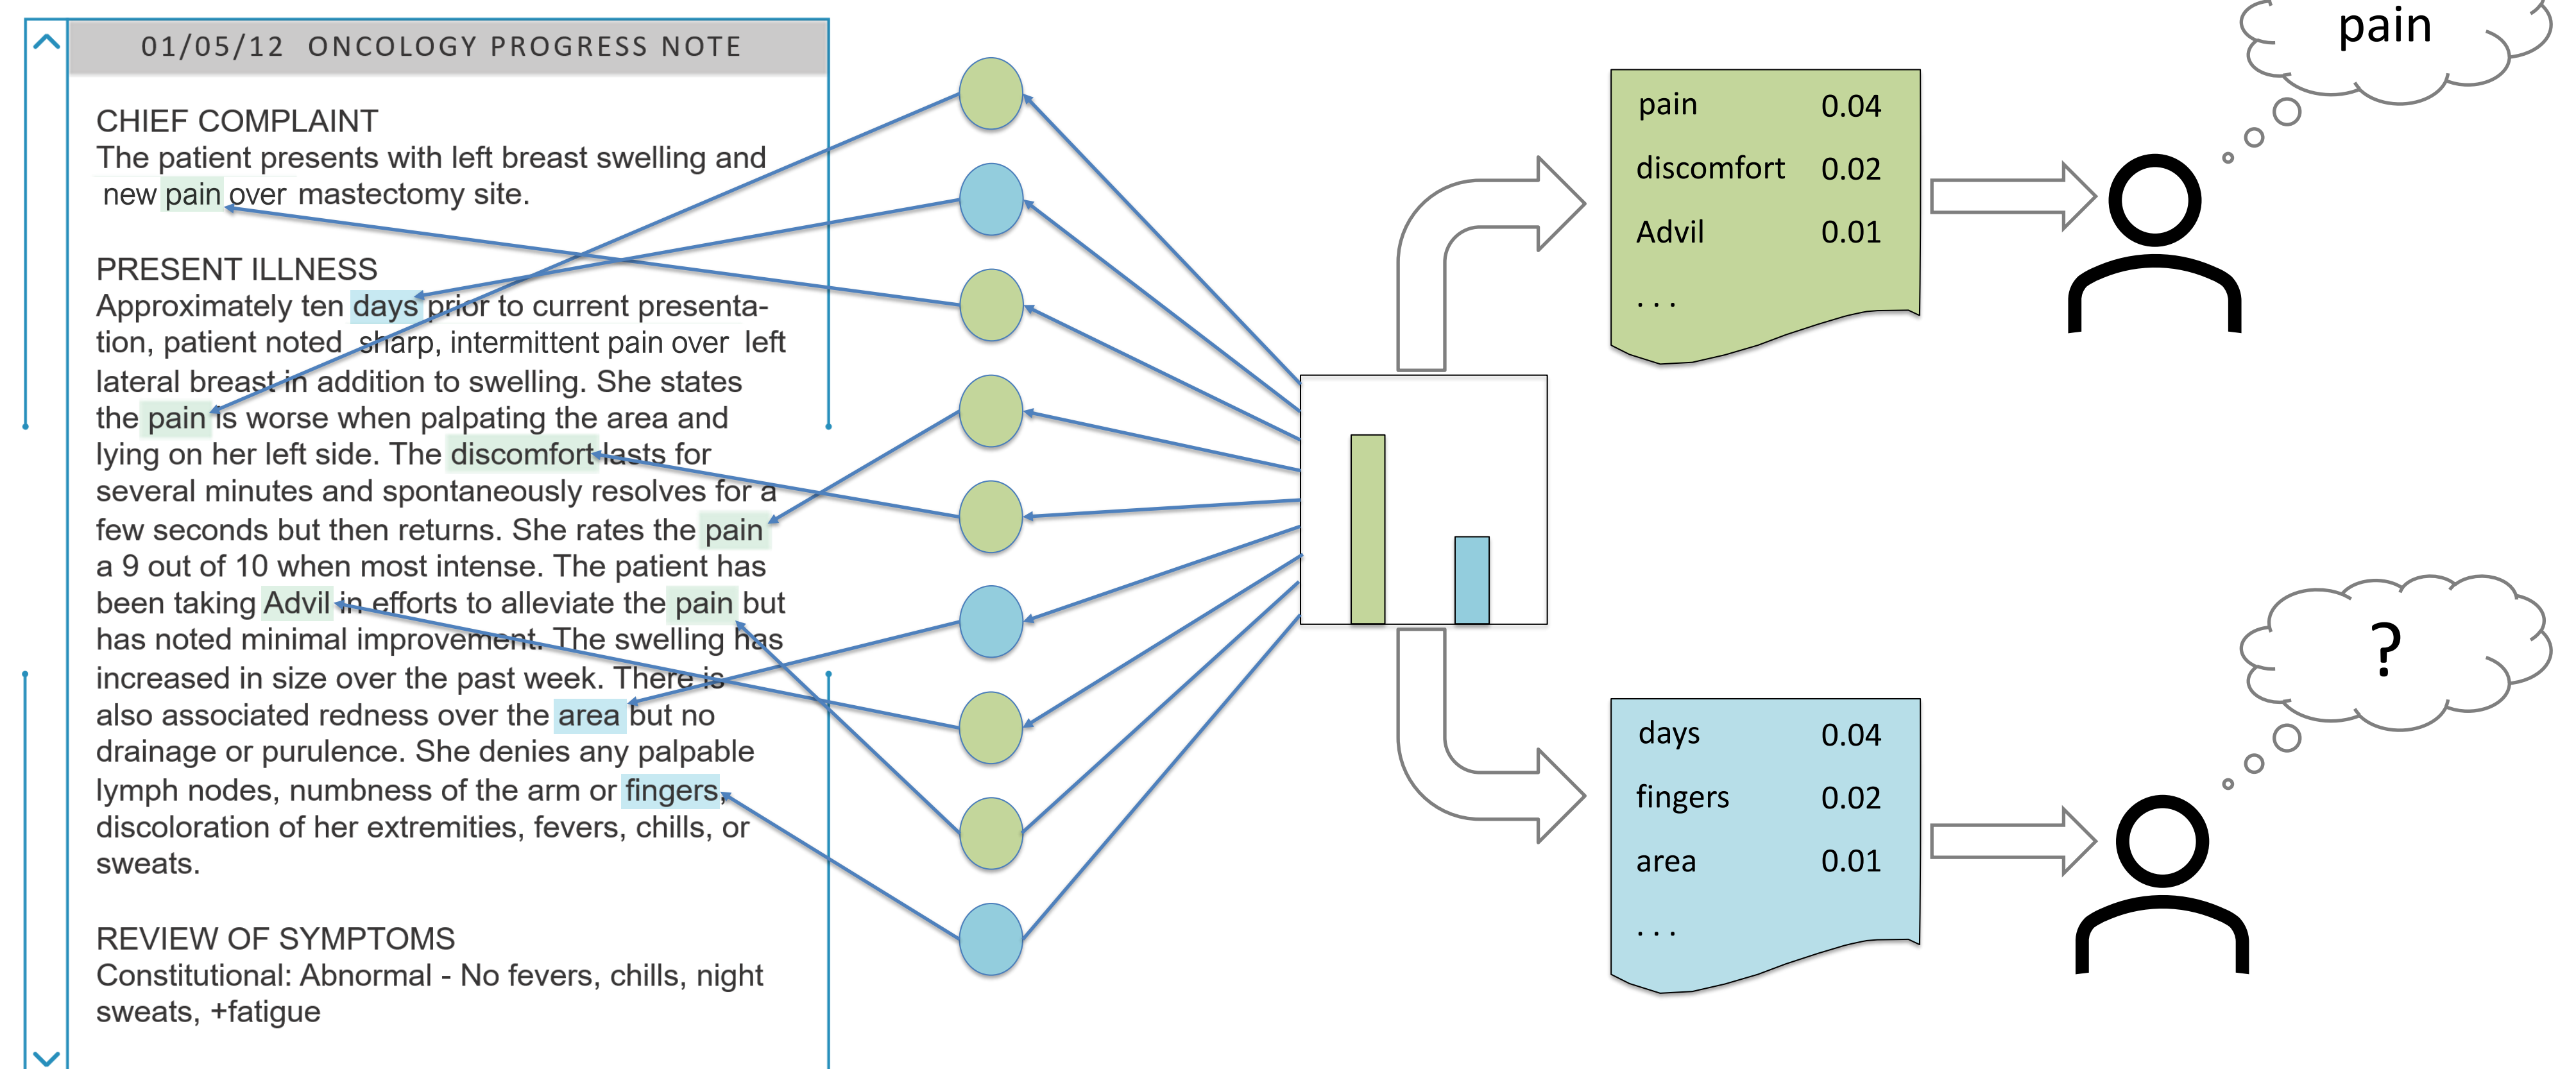 01/05/12 ONCOLOGY PROGRESS NOTE
CHIEF COMPLAINT
The patient presents with left breast swelling and
new pain over mastectomy site.
PRESENT ILLNESS
Approximately ten days prior to current presenta-
tion, patient noted sharp, intermittent pain over left
lateral breast in addition to swelling. She states
the pain is worse when palpating the area and
lying on her left side. The discomfort lasts for
several minutes and spontaneously resolves for a
few seconds but then returns. She rates the pain
a 9 out of 10 when most intense. The patient has
been taking Advil in efforts to alleviate the pain but
has noted minimal improvement. The swelling has
increased in size over the past week. There is
also associated redness over the area but no
drainage or purulence. She denies any palpable
lymph nodes, numbness of the arm or fingers,
discoloration of her extremities, fevers, chills, or
sweats.
REVIEW OF SYMPTOMS
Constitutional: Abnormal - No fevers, chills, night
sweats, +fatigue
pain 0.04
discomfort 0.02
Advil 0.01
. . .
pain
days 0.04
fingers 0.02
area 0.01
. . .
?